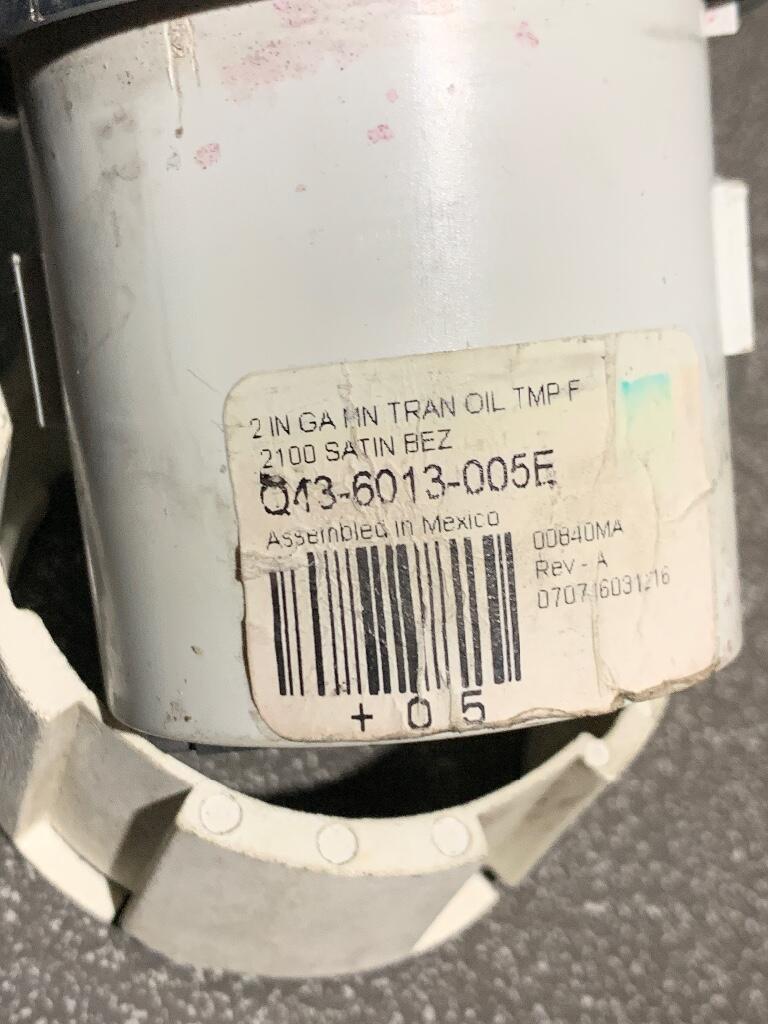 2 IN GA MN TRAN OIL TMP F
2100 SATIN BEZ
Q43-6013-005E
Assembled in Mexico
00840MA
Rev - A
+ 0 5